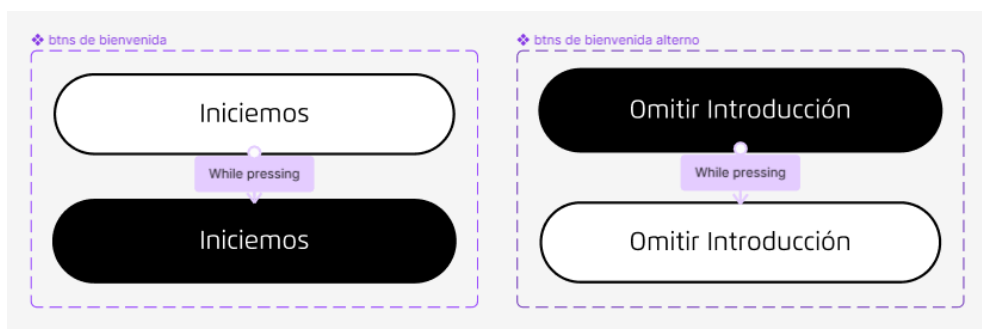 btns de bienvenida
Iniciemos
While pressing
Iniciemos
btns de bienvenida alterno
Omitir Introducción
While pressing
Omitir Introducción